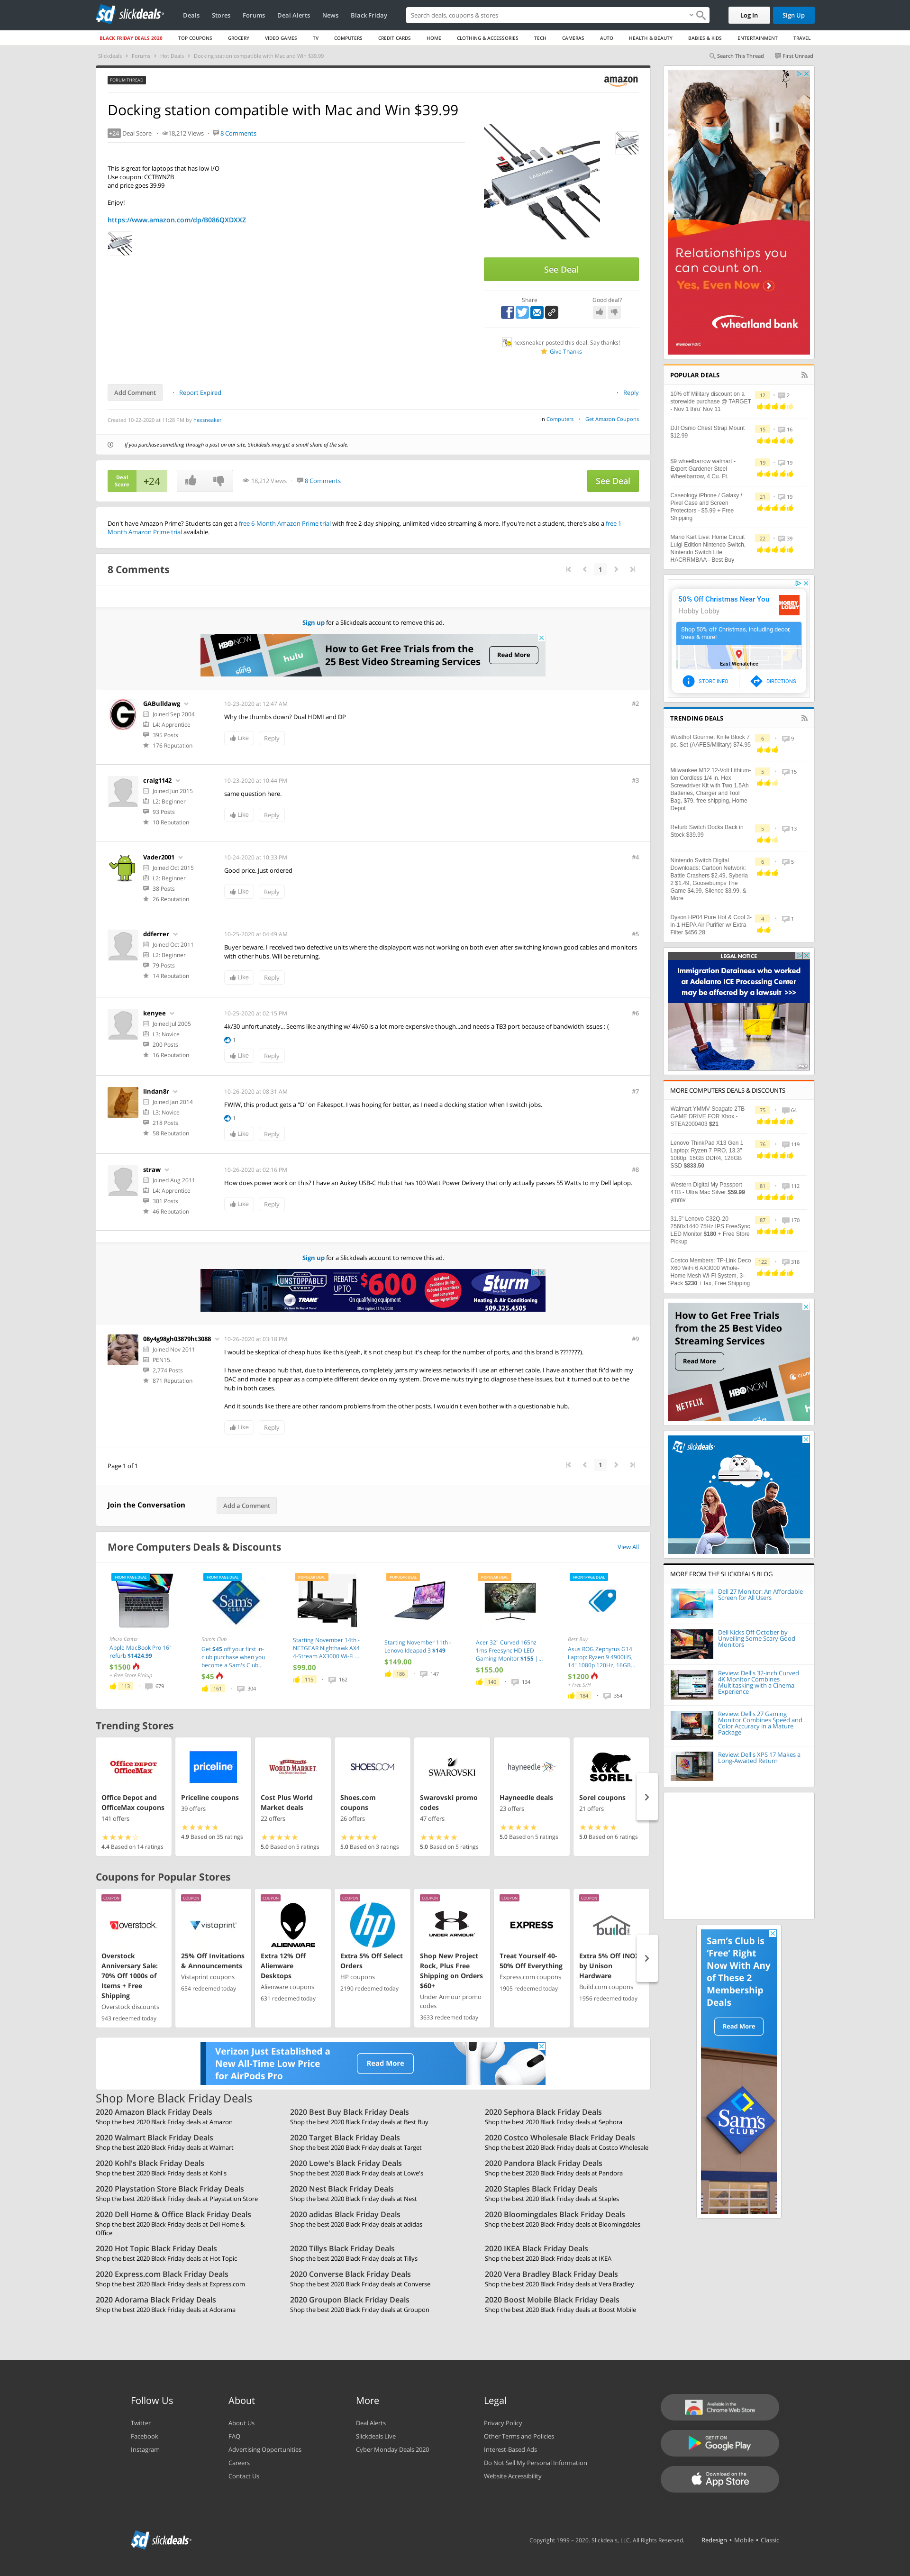 slickdeals
Deals Stores Forums Deal Alerts News Black Friday
Search deals, coupons & stores
Log In Sign Up
BLACK FRIDAY DEALS 2020 TOP COUPONS GROCERY VIDEO GAMES TV COMPUTERS CREDIT CARDS HOME CLOTHING & ACCESSORIES TECH CAMERAS AUTO HEALTH & BEAUTY BABIES & KIDS ENTERTAINMENT TRAVEL
Slickdeals > Forums > Hot Deals > Docking station compatible with Mac and Win $39.99
Search This Thread First Unread
FORUM THREAD
amazon
Docking station compatible with Mac and Win $39.99
+24 Deal Score 18,212 Views 8 Comments
This is great for laptops that has low I/O
Use coupon: CCTBYNZB
and price goes 39.99
Enjoy!
https://www.amazon.com/dp/B086QXDXXZ
See Deal
Share Good deal?
hexsneaker posted this deal. Say thanks!
Give Thanks
Add Comment Report Expired Reply
Created 10-22-2020 at 11:28 PM by hexsneaker
in Computers Get Amazon Coupons
If you purchase something through a post on our site, Slickdeals may get a small share of the sale.
Deal Score +24 18,212 Views 8 Comments See Deal
Don't have Amazon Prime? Students can get a free 6-Month Amazon Prime trial with free 2-day shipping, unlimited video streaming & more. If you're not a student, there's also a free 1-
Month Amazon Prime trial available.
8 Comments
1
Sign up for a Slickdeals account to remove this ad.
HBO NOW
sling
hulu
How to Get Free Trials from the
25 Best Video Streaming Services
Read More
GABulldawg
Joined Sep 2004
L4: Apprentice
395 Posts
176 Reputation
10-23-2020 at 12:47 AM #2
Why the thumbs down? Dual HDMI and DP
Like Reply
craig1142
Joined Jun 2015
L2: Beginner
93 Posts
10 Reputation
10-23-2020 at 10:44 PM #3
same question here.
Like Reply
Vader2001
Joined Oct 2015
L2: Beginner
38 Posts
26 Reputation
10-24-2020 at 10:33 PM #4
Good price. Just ordered
Like Reply
ddferrer
Joined Oct 2011
L2: Beginner
79 Posts
14 Reputation
10-25-2020 at 04:49 AM #5
Buyer beware. I received two defective units where the displayport was not working on both even after switching known good cables and monitors
with other hubs. Will be returning.
Like Reply
kenyee
Joined Jul 2005
L3: Novice
200 Posts
16 Reputation
10-25-2020 at 02:15 PM #6
4k/30 unfortunately... Seems like anything w/ 4k/60 is a lot more expensive though...and needs a TB3 port because of bandwidth issues :-(
1
Like Reply
lindan8r
Joined Jan 2014
L3: Novice
218 Posts
58 Reputation
10-26-2020 at 08:31 AM #7
FWIW, this product gets a "D" on Fakespot. I was hoping for better, as I need a docking station when I switch jobs.
1
Like Reply
straw
Joined Aug 2011
L4: Apprentice
301 Posts
46 Reputation
10-26-2020 at 02:16 PM #8
How does power work on this? I have an Aukey USB-C Hub that has 100 Watt Power Delivery that only actually passes 55 Watts to my Dell laptop.
Like Reply
Sign up for a Slickdeals account to remove this ad.
UNSTOPPABLE
TRANE
REBATES UP TO $600
Sturm
Heating & Air Conditioning
509.325.4505
08y4g98gh03879ht3088
Joined Nov 2011
PEN15.
2,774 Posts
871 Reputation
10-26-2020 at 03:18 PM #9
I would be skeptical of cheap hubs like this (yeah, it's not cheap but it's cheap for the number of ports, and this brand is ???????).
I have one cheapo hub that, due to interference, completely jams my wireless networks if I use an ethernet cable. I have another that fk'd with my
DAC and made it appear as a complete different device on my system. Drove me nuts trying to diagnose these issues, but it turned out to be the
hub in both cases.
And it sounds like there are other random problems from the other posts. I wouldn't even bother with a questionable hub.
Like Reply
Page 1 of 1
1
Join the Conversation Add a Comment
More Computers Deals & Discounts View All
FRONTPAGE DEAL
Micro Center
Apple MacBook Pro 16"
refurb $1424.99
$1500
+ Free Store Pickup
113 679
FRONTPAGE DEAL
Sam's Club
Get $45 off your first in-
club purchase when you
become a Sam's Club...
$45
161 304
POPULAR DEAL
Starting November 14th -
NETGEAR Nighthawk AX4
4-Stream AX3000 Wi-Fi ...
$99.00
115 162
POPULAR DEAL
Starting November 11th -
Lenovo Ideapad 3 $149
$149.00
186 147
POPULAR DEAL
Acer 32" Curved 165hz
1ms Freesync HD LED
Gaming Monitor $155 |...
$155.00
140 134
FRONTPAGE DEAL
Best Buy
Asus ROG Zephyrus G14
Laptop: Ryzen 9 4900HS,
14" 1080p 120Hz, 16GB...
$1200
+ Free S/H
184 354
Trending Stores
Office DEPOT OfficeMax
Office Depot and
OfficeMax coupons
141 offers
4.4 Based on 14 ratings
priceline
Priceline coupons
39 offers
4.9 Based on 35 ratings
WORLD MARKET
Cost Plus World
Market deals
22 offers
5.0 Based on 5 ratings
SHOES.COM
Shoes.com
coupons
26 offers
5.0 Based on 3 ratings
SWAROVSKI
Swarovski promo
codes
47 offers
5.0 Based on 5 ratings
hayneedle
Hayneedle deals
23 offers
5.0 Based on 5 ratings
SOREL
Sorel coupons
21 offers
5.0 Based on 6 ratings
Coupons for Popular Stores
COUPON
overstock
Overstock
Anniversary Sale:
70% Off 1000s of
Items + Free
Shipping
Overstock discounts
943 redeemed today
COUPON
vistaprint
25% Off Invitations
& Announcements
Vistaprint coupons
654 redeemed today
COUPON
ALIENWARE
Extra 12% Off
Alienware
Desktops
Alienware coupons
631 redeemed today
COUPON
hp
Extra 5% Off Select
Orders
HP coupons
2190 redeemed today
COUPON
UNDER ARMOUR
Shop New Project
Rock, Plus Free
Shipping on Orders
$60+
Under Armour promo
codes
3633 redeemed today
COUPON
EXPRESS
Treat Yourself 40-
50% Off Everything
Express.com coupons
1905 redeemed today
COUPON
build
Extra 5% Off INOX
by Unison
Hardware
Build.com coupons
1956 redeemed today
Verizon Just Established a
New All-Time Low Price
for AirPods Pro
Read More
Shop More Black Friday Deals
2020 Amazon Black Friday Deals
Shop the best 2020 Black Friday deals at Amazon
2020 Best Buy Black Friday Deals
Shop the best 2020 Black Friday deals at Best Buy
2020 Sephora Black Friday Deals
Shop the best 2020 Black Friday deals at Sephora
2020 Walmart Black Friday Deals
Shop the best 2020 Black Friday deals at Walmart
2020 Target Black Friday Deals
Shop the best 2020 Black Friday deals at Target
2020 Costco Wholesale Black Friday Deals
Shop the best 2020 Black Friday deals at Costco Wholesale
2020 Kohl's Black Friday Deals
Shop the best 2020 Black Friday deals at Kohl's
2020 Lowe's Black Friday Deals
Shop the best 2020 Black Friday deals at Lowe's
2020 Pandora Black Friday Deals
Shop the best 2020 Black Friday deals at Pandora
2020 Playstation Store Black Friday Deals
Shop the best 2020 Black Friday deals at Playstation Store
2020 Nest Black Friday Deals
Shop the best 2020 Black Friday deals at Nest
2020 Staples Black Friday Deals
Shop the best 2020 Black Friday deals at Staples
2020 Dell Home & Office Black Friday Deals
Shop the best 2020 Black Friday deals at Dell Home &
Office
2020 adidas Black Friday Deals
Shop the best 2020 Black Friday deals at adidas
2020 Bloomingdales Black Friday Deals
Shop the best 2020 Black Friday deals at Bloomingdales
2020 Hot Topic Black Friday Deals
Shop the best 2020 Black Friday deals at Hot Topic
2020 Tillys Black Friday Deals
Shop the best 2020 Black Friday deals at Tillys
2020 IKEA Black Friday Deals
Shop the best 2020 Black Friday deals at IKEA
2020 Express.com Black Friday Deals
Shop the best 2020 Black Friday deals at Express.com
2020 Converse Black Friday Deals
Shop the best 2020 Black Friday deals at Converse
2020 Vera Bradley Black Friday Deals
Shop the best 2020 Black Friday deals at Vera Bradley
2020 Adorama Black Friday Deals
Shop the best 2020 Black Friday deals at Adorama
2020 Groupon Black Friday Deals
Shop the best 2020 Black Friday deals at Groupon
2020 Boost Mobile Black Friday Deals
Shop the best 2020 Black Friday deals at Boost Mobile
Relationships
you can count on.
Yes, Even Now
wheatland bank
Member FDIC
POPULAR DEALS
10% off Military discount on a
storewide purchase @ TARGET
- Nov 1 thru' Nov 11
12 2
DJI Osmo Chest Strap Mount
$12.99
15 16
$9 wheelbarrow walmart -
Expert Gardener Steel
Wheelbarrow, 4 Cu. Ft.
19 19
Caseology iPhone / Galaxy /
Pixel Case and Screen
Protectors - $5.99 + Free
Shipping
21 19
Mario Kart Live: Home Circuit
Luigi Edition Nintendo Switch,
Nintendo Switch Lite
HACRRMBAA - Best Buy
22 39
50% Off Christmas Near You
Hobby Lobby
HOBBY LOBBY
Shop 50% off Christmas, including decor,
trees & more!
East Wenatchee
STORE INFO DIRECTIONS
TRENDING DEALS
Wusthof Gourmet Knife Block 7
pc. Set (AAFES/Military) $74.95
6 9
Milwaukee M12 12-Volt Lithium-
Ion Cordless 1/4 in. Hex
Screwdriver Kit with Two 1.5Ah
Batteries, Charger and Tool
Bag, $79, free shipping, Home
Depot
5 15
Refurb Switch Docks Back in
Stock $39.99
5 13
Nintendo Switch Digital
Downloads: Cartoon Network:
Battle Crashers $2.49, Syberia
2 $1.49, Goosebumps The
Game $4.99, Silence $3.99, &
More
6 5
Dyson HP04 Pure Hot & Cool 3-
in-1 HEPA Air Purifier w/ Extra
Filter $456.28
4 1
LEGAL NOTICE
Immigration Detainees who worked
at Adelanto ICE Processing Center
may be affected by a lawsuit >>>
MORE COMPUTERS DEALS & DISCOUNTS
Walmart YMMV Seagate 2TB
GAME DRIVE FOR Xbox -
STEA2000403 $21
75 64
Lenovo ThinkPad X13 Gen 1
Laptop: Ryzen 7 PRO, 13.3"
1080p, 16GB DDR4, 128GB
SSD $833.50
76 119
Western Digital My Passport
4TB - Ultra Mac Silver $59.99
ymmv
81 112
31.5" Lenovo C32Q-20
2560x1440 75Hz IPS FreeSync
LED Monitor $180 + Free Store
Pickup
87 170
Costco Members: TP-Link Deco
X60 WiFi 6 AX3000 Whole-
Home Mesh Wi-Fi System, 3-
Pack $230 + tax. Free Shipping
122 318
How to Get Free Trials
from the 25 Best Video
Streaming Services
Read More
NETFLIX
HBO NOW
hulu
sling
slickdeals
MORE FROM THE SLICKDEALS BLOG
Dell 27 Monitor: An Affordable
Screen for All Users
Dell Kicks Off October by
Unveiling Some Scary Good
Monitors
Review: Dell's 32-inch Curved
4K Monitor Combines
Multitasking with a Cinema
Experience
Review: Dell's 27 Gaming
Monitor Combines Speed and
Color Accuracy in a Mature
Package
Review: Dell's XPS 17 Makes a
Long-Awaited Return
Sam's Club is
'Free' Right
Now With Any
of These 2
Membership
Deals
Read More
Sam's
CLUB
Follow Us
Twitter
Facebook
Instagram
About
About Us
FAQ
Advertising Opportunities
Careers
Contact Us
More
Deal Alerts
Slickdeals Live
Cyber Monday Deals 2020
Legal
Privacy Policy
Other Terms and Policies
Interest-Based Ads
Do Not Sell My Personal Information
Website Accessibility
Available in the
Chrome Web Store
GET IT ON
Google Play
Download on the
App Store
slickdeals
Copyright 1999 – 2020. Slickdeals, LLC. All Rights Reserved. Redesign • Mobile • Classic